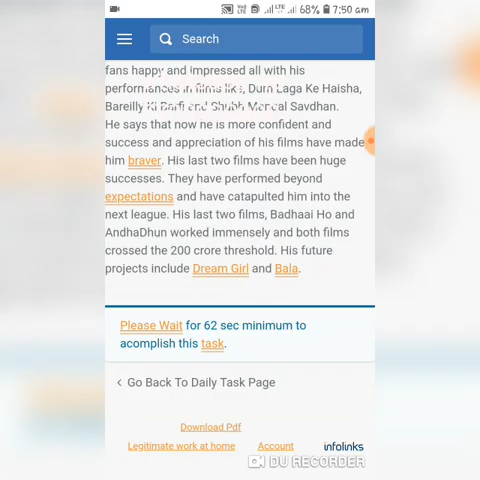 68% 7:50 am
Search
fans happy and impressed all with his
performances in films like, Dum Laga Ke Haisha,
Bareilly Ki Barfi and Shubh Mangal Savdhan.
He says that now he is more confident and
success and appreciation of his films have made
him braver. His last two films have been huge
successes. They have performed beyond
expectations and have catapulted him into the
next league. His last two films, Badhaai Ho and
AndhaDhun worked immensely and both films
crossed the 200 crore threshold. His future
projects include Dream Girl and Bala.
Please Wait for 62 sec minimum to
acomplish this task.
< Go Back To Daily Task Page
Download Pdf
Legitimate work at home Account infolinks
DU RECORDER